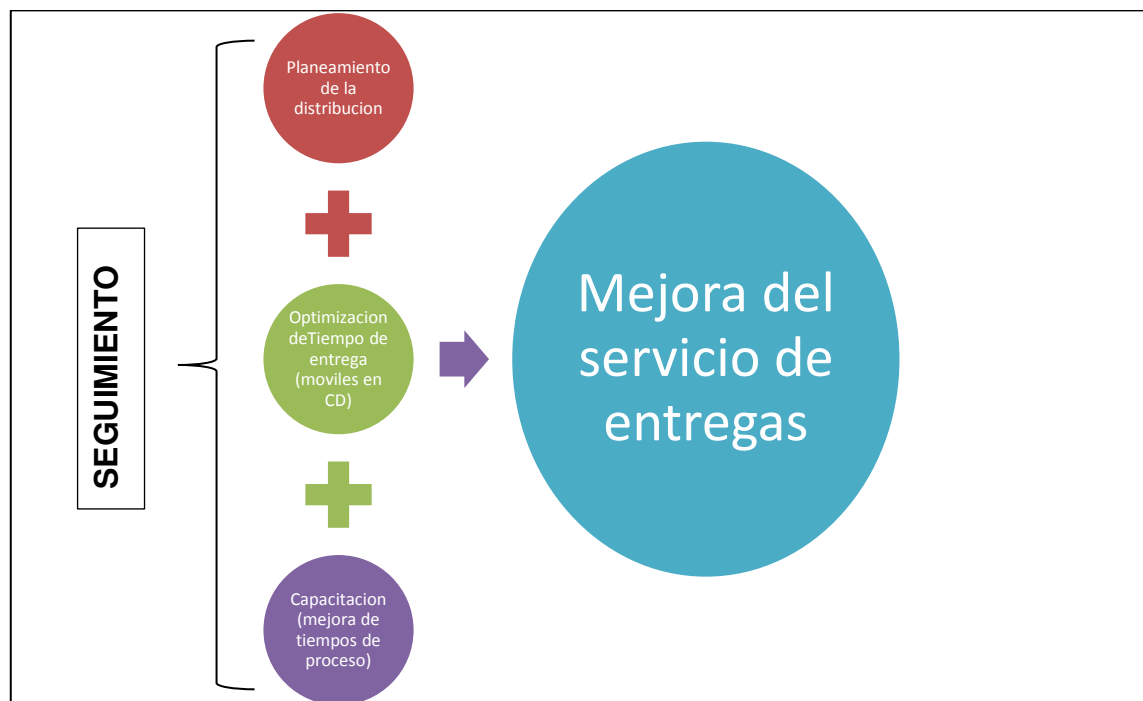 SEGUIMIENTO
Planeamiento
de la
distribucion
Optimizacion
deTiempo de
entrega
(moviles en
CD)
Capacitacion
(mejora de
tiempos de
proceso)
Mejora del
servicio de
entregas